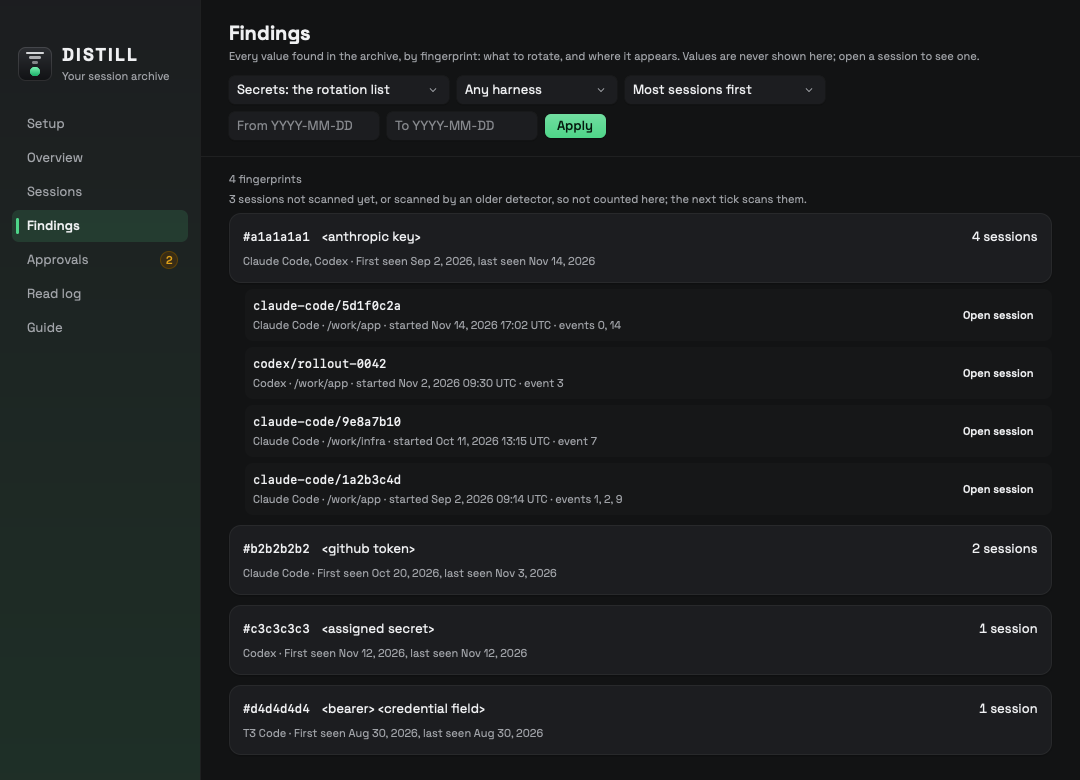 DISTILL
Your session archive
Setup
Overview
Sessions
Findings
Approvals 2
Read log
Guide
Findings
Every value found in the archive, by fingerprint: what to rotate, and where it appears. Values are never shown here; open a session to see one.
Secrets: the rotation list Any harness Most sessions first
From YYYY-MM-DD To YYYY-MM-DD Apply
4 fingerprints
3 sessions not scanned yet, or scanned by an older detector, so not counted here; the next tick scans them.
#a1a1a1a1 <anthropic key> 4 sessions
Claude Code, Codex · First seen Sep 2, 2026, last seen Nov 14, 2026
claude-code/5d1f0c2a
Claude Code · /work/app · started Nov 14, 2026 17:02 UTC · events 0, 14
Open session
codex/rollout-0042
Codex · /work/app · started Nov 2, 2026 09:30 UTC · event 3
Open session
claude-code/9e8a7b10
Claude Code · /work/infra · started Oct 11, 2026 13:15 UTC · event 7
Open session
claude-code/1a2b3c4d
Claude Code · /work/app · started Sep 2, 2026 09:14 UTC · events 1, 2, 9
Open session
#b2b2b2b2 <github token> 2 sessions
Claude Code · First seen Oct 20, 2026, last seen Nov 3, 2026
#c3c3c3c3 <assigned secret> 1 session
Codex · First seen Nov 12, 2026, last seen Nov 12, 2026
#d4d4d4d4 <bearer> <credential field> 1 session
T3 Code · First seen Aug 30, 2026, last seen Aug 30, 2026